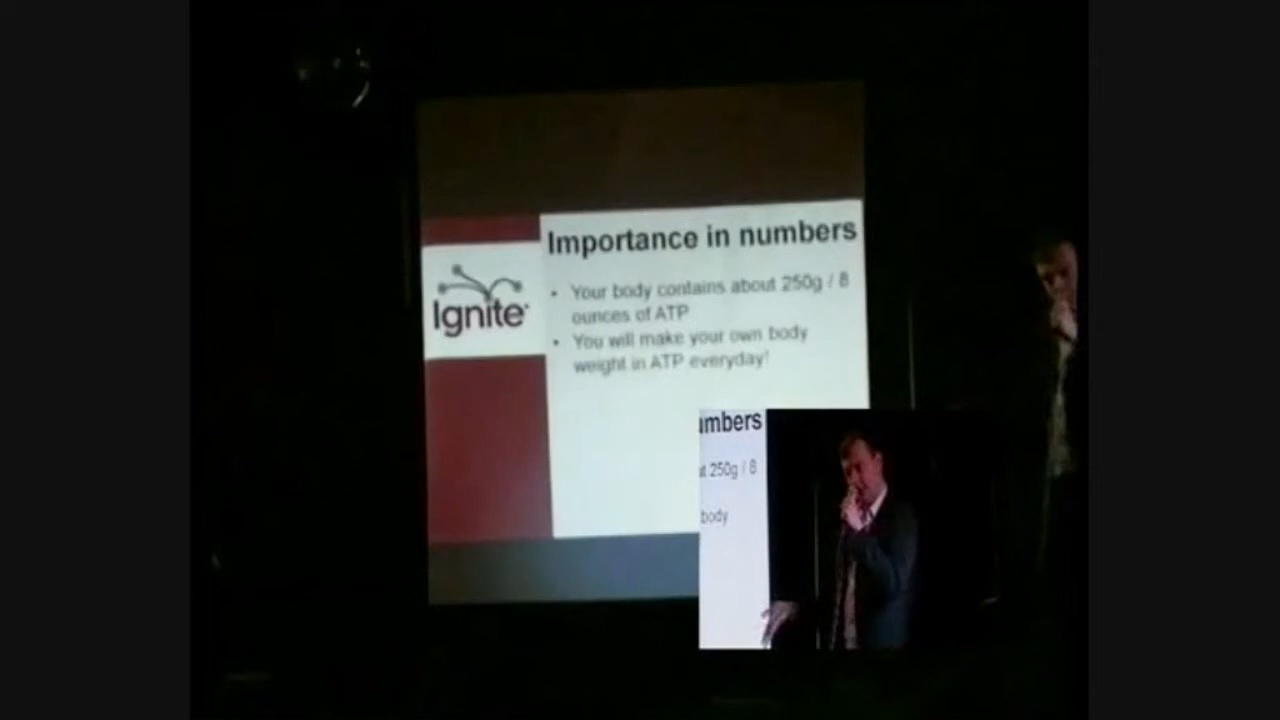 Importance in numbers
Ignite
• Your body contains about 250g / 8
ounces of ATP
• You will make your own body
weight in ATP everyday!
umbers
250g / 8
body